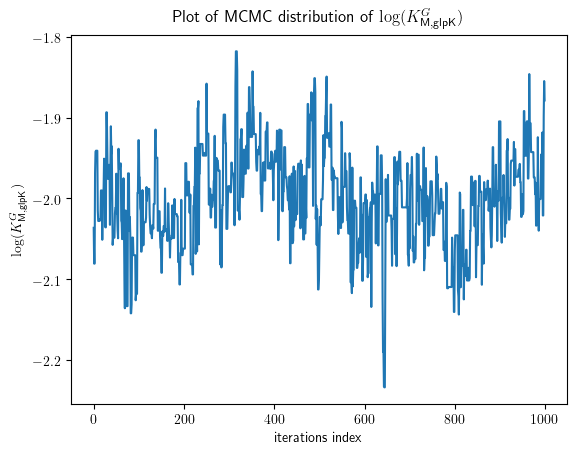 Plot of MCMC distribution of log(K^G_M,glpK)
log(K^G_M,glpK)
−1.8
−1.9
−2.0
−2.1
−2.2
0 200 400 600 800 1000
iterations index